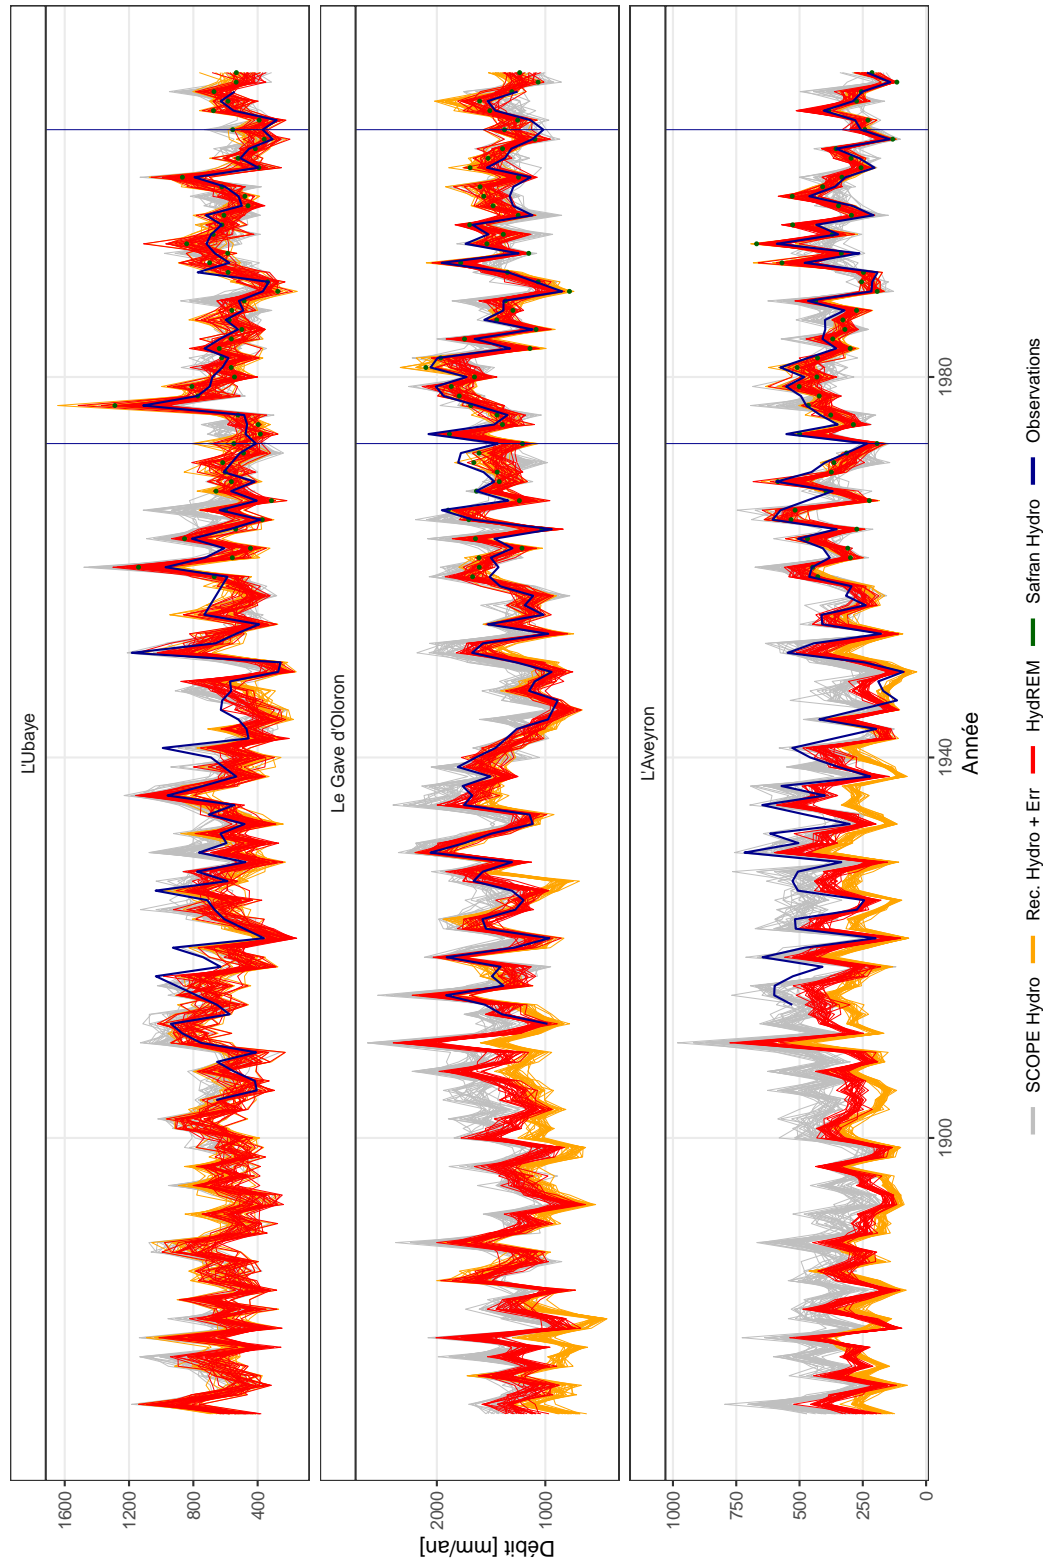 L'Ubaye
1600
1200
800
400
Le Gave d'Oloron
2000
1000
L'Aveyron
1000
750
500
250
0
Débit [mm/an]
1900
1940
1980
Année
SCOPE Hydro
Rec. Hydro + Err
HydREM
Safran Hydro
Observations